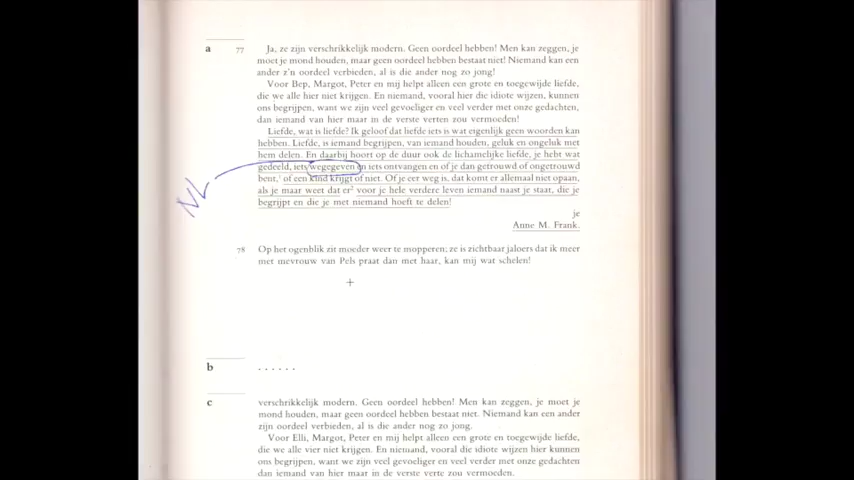 a 77 Ja, ze zijn verschrikkelijk modern. Geen oordeel hebben! Men kan zeggen, je
moet je mond houden, maar geen oordeel hebben bestaat niet! Niemand kan een
ander z'n oordeel verbieden, al is die ander nog zo jong!
Voor Bep, Margot, Peter en mij helpt alleen een grote en toegewijde liefde,
die we alle hier niet krijgen. En niemand, vooral hier die idiote wijzen, kunnen
ons begrijpen, want we zijn veel gevoeliger en veel verder met onze gedachten,
dan iemand van hier maar in de verste verten zou vermoeden!
Liefde, wat is liefde? Ik geloof dat liefde iets is wat eigenlijk geen woorden kan
hebben. Liefde, is iemand begrijpen, van iemand houden, geluk en ongeluk met
hem delen. En daarbij hoort op de duur ook de lichamelijke liefde, je hebt wat
gedeeld, iets wegegeven en iets ontvangen en of je dan getrouwd of ongetrouwd
bent,¹ of een kind krijgt of niet. Of je eer weg is, dat komt er allemaal niet opaan,
NL
als je maar weet dat er² voor je hele verdere leven iemand naast je staat, die je
begrijpt en die je met niemand hoeft te delen!
je
Anne M. Frank.
78 Op het ogenblik zit moeder weer te mopperen; ze is zichtbaar jaloers dat ik meer
met mevrouw van Pels praat dan met haar, kan mij wat schelen!
+
b . . . . . .
c verschrikkelijk modern. Geen oordeel hebben! Men kan zeggen, je moet je
mond houden, maar geen oordeel hebben bestaat niet. Niemand kan een ander
zijn oordeel verbieden, al is die ander nog zo jong.
Voor Elli, Margot, Peter en mij helpt alleen een grote en toegewijde liefde,
die we alle vier niet krijgen. En niemand, vooral die idiote wijzen hier kunnen
ons begrijpen, want we zijn veel gevoeliger en veel verder met onze gedachten
dan iemand van hier maar in de verste verte zou vermoeden.